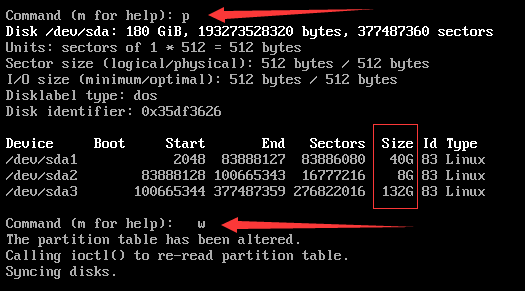 Command (m for help): p
Disk /dev/sda: 180 GiB, 193273528320 bytes, 377487360 sectors
Units: sectors of 1 * 512 = 512 bytes
Sector size (logical/physical): 512 bytes / 512 bytes
I/O size (minimum/optimal): 512 bytes / 512 bytes
Disklabel type: dos
Disk identifier: 0x35df3626
Device Boot Start End Sectors Size Id Type
/dev/sda1 2048 83888127 83886080 40G 83 Linux
/dev/sda2 83888128 100665343 16777216 8G 83 Linux
/dev/sda3 100665344 377487359 276822016 132G 83 Linux
Command (m for help): w
The partition table has been altered.
Calling ioctl() to re-read partition table.
Syncing disks.